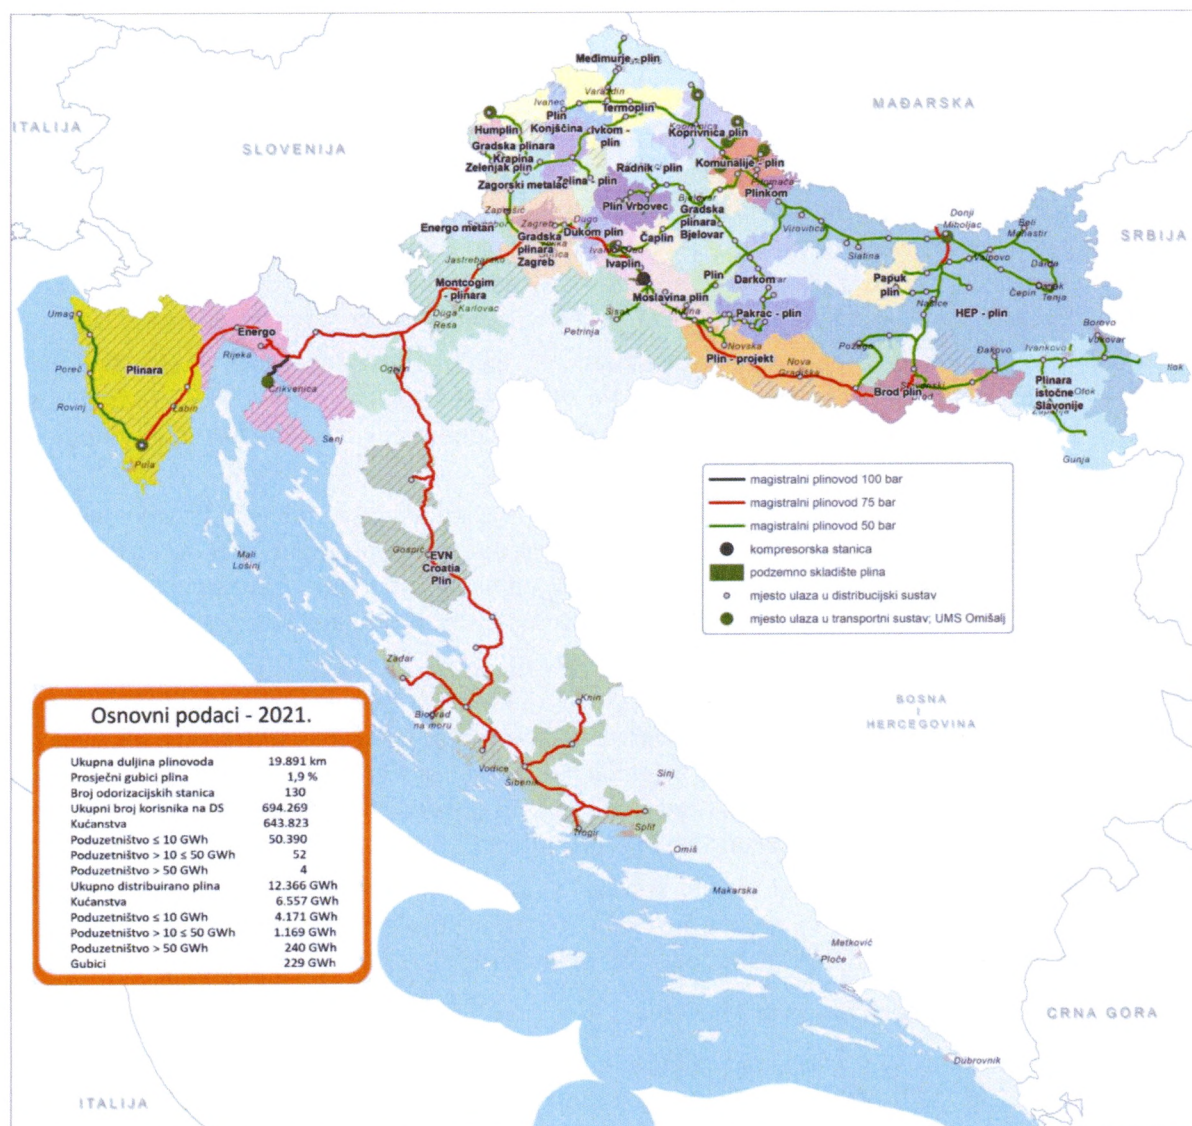 MAĐARSKA
ITALIJA
SLOVENIJA
SRBIJA
Međimurje - plin
Varaždin
Ivanec
Plin
Konjščina
Termoplin
Ivkom -
plin
Humplin
Koprivnica plin
Gradska plinara
Krapina
Zelenjak plin
Radnik - plin
Komunalije - plin
Zagorski metalac
Zelina - plin
Plinkom
Plin Vrbovec
Bjelovar
Gradska
plinara
Bjelovar
Zaprešić
Energo metan
Zagreb
Dugo
Dukom plin
Čaplin
Gradska
plinara
Zagreb
Ivaplin
Virovitica
Slatina
Donji
Miholjac
Beli
Manastir
Valpovo
Darda
Čepin
Tenja
Jastrebarsko
Montcogim
- plinara
Duga
Resa
Karlovac
Moslavina plin
Plin
Darkom
Papuk
plin
Našice
HEP - plin
Sisak
Petrinja
Kutina
Pakrac - plin
Novska
Plin - projekt
Nova
Gradiška
Požega
Brod plin
Đakovo
Ivankovo
Borovo
Vukovar
Ilok
Plinara
istočne
Slavonije
Otok
Gunja
Umag
Poreč
Rovinj
Plinara
Labin
Pula
Energo
Rijeka
Crikvenica
Ogulin
Senj
Mali
Lošinj
Gospić
EVN
Croatia
Plin
magistralni plinovod 100 bar
magistralni plinovod 75 bar
magistralni plinovod 50 bar
kompresorska stanica
podzemno skladište plina
mjesto ulaza u distribucijski sustav
mjesto ulaza u transportni sustav; UMS Omišalj
Zadar
Biograd
na moru
Knin
Vodice
Šibenik
Sinj
Trogir
Split
Omiš
Makarska
Metković
Ploče
Dubrovnik
BOSNA
I
HERCEGOVINA
CRNA GORA
ITALIJA
Osnovni podaci - 2021.
Ukupna duljina plinovoda 19.891 km
Prosječni gubici plina 1,9 %
Broj odorizacijskih stanica 130
Ukupni broj korisnika na DS 694.269
Kućanstva 643.823
Poduzetništvo ≤ 10 GWh 50.390
Poduzetništvo > 10 ≤ 50 GWh 52
Poduzetništvo > 50 GWh 4
Ukupno distribuirano plina 12.366 GWh
Kućanstva 6.557 GWh
Poduzetništvo ≤ 10 GWh 4.171 GWh
Poduzetništvo > 10 ≤ 50 GWh 1.169 GWh
Poduzetništvo > 50 GWh 240 GWh
Gubici 229 GWh